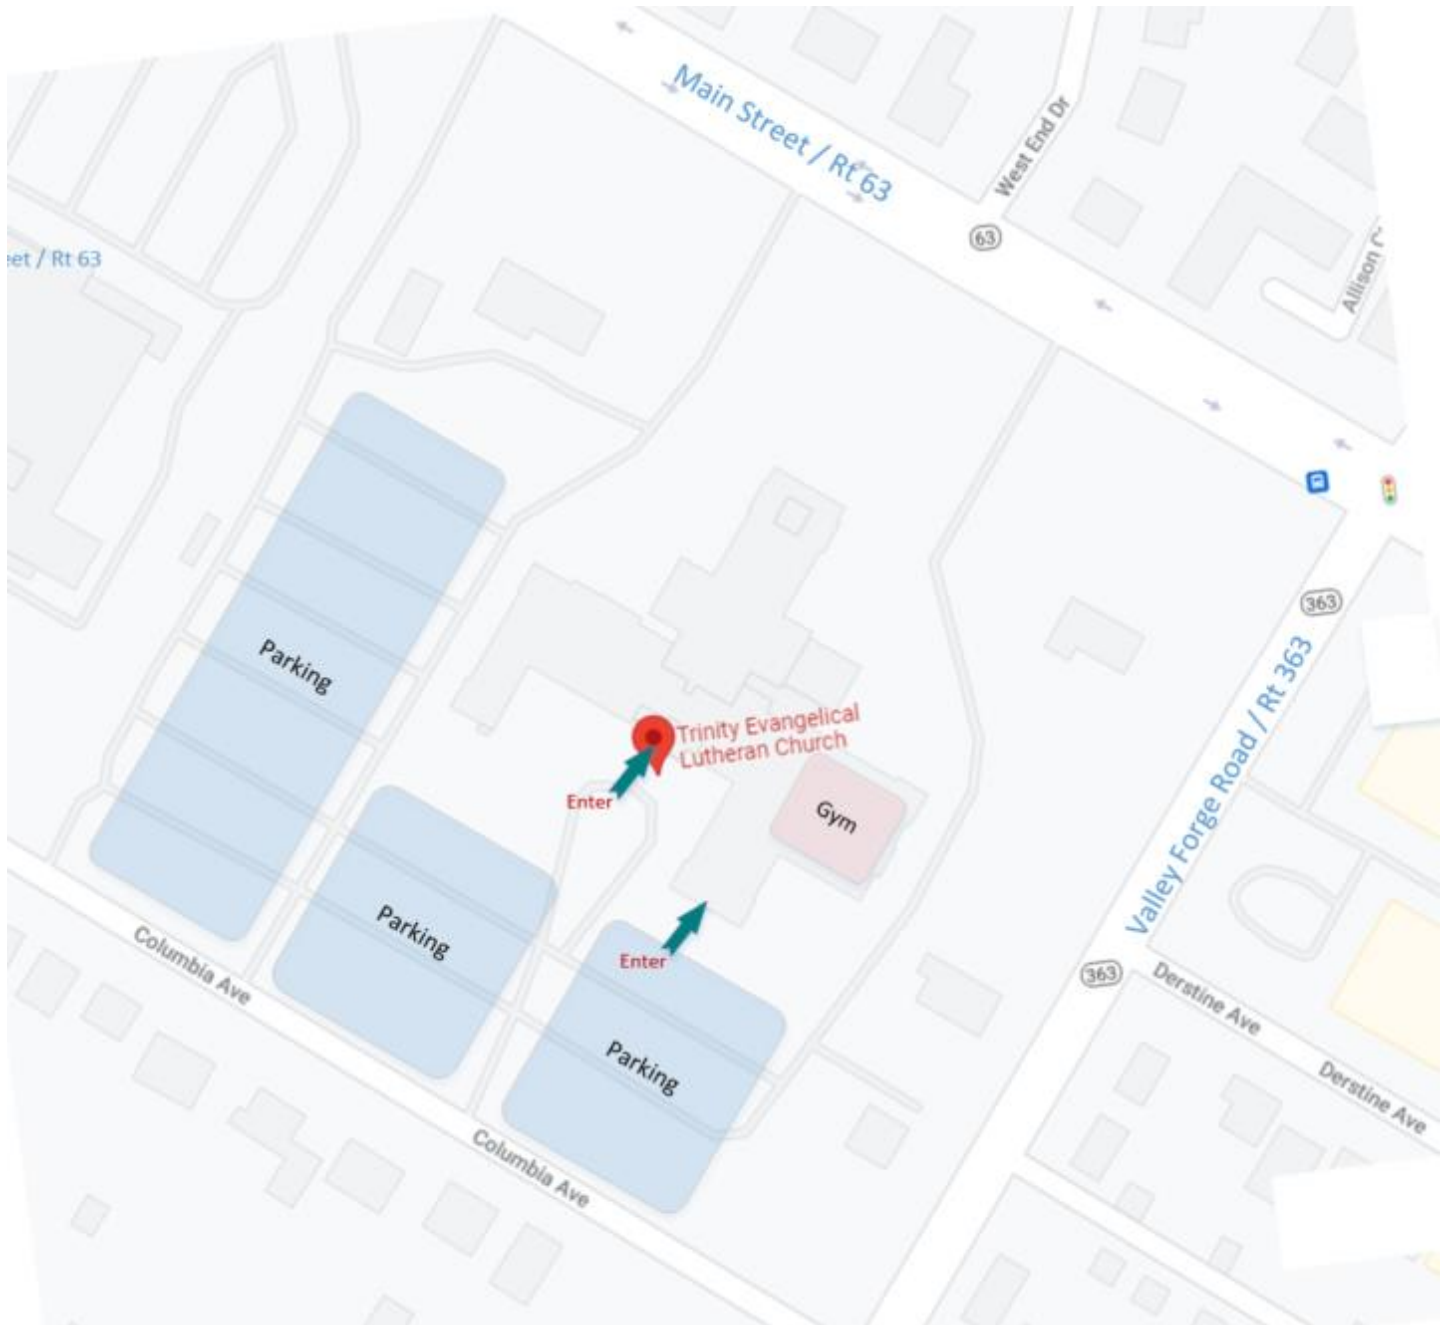 Main Street / Rt 63
West End Dr
63
eet / Rt 63
Allison
363
Parking
Valley Forge Road / Rt 363
Trinity Evangelical
Lutheran Church
Enter
Gym
Parking
Enter
Columbia Ave
363
Derstine Ave
Parking
Derstine Ave
Columbia Ave